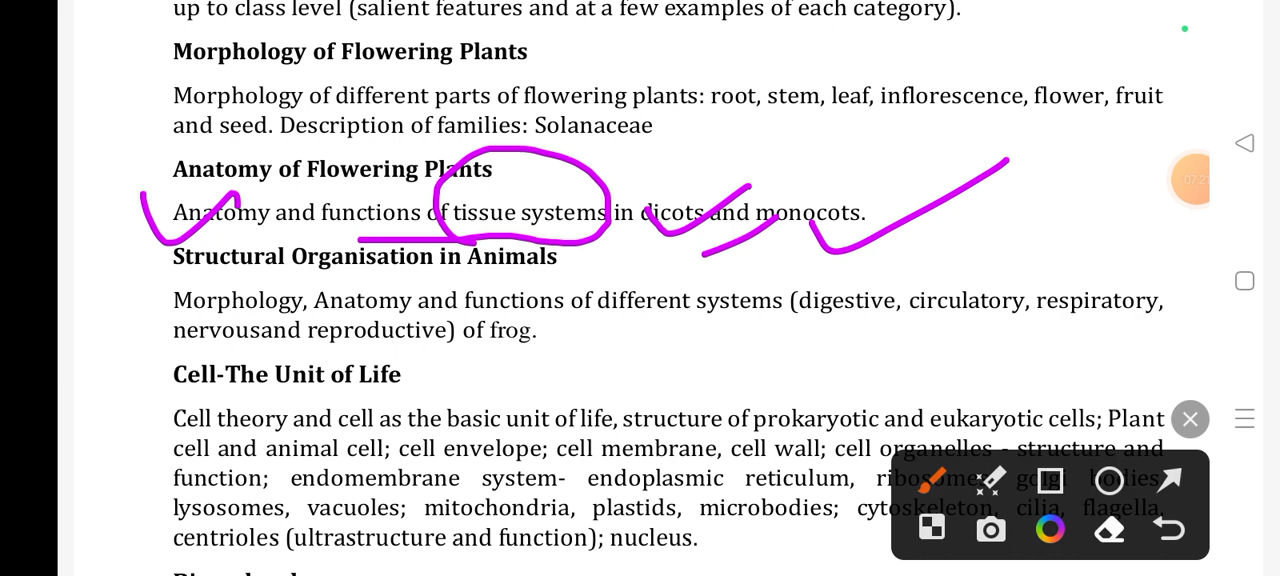 up to class level (salient features and at a few examples of each category).
Morphology of Flowering Plants
Morphology of different parts of flowering plants: root, stem, leaf, inflorescence, flower, fruit
and seed. Description of families: Solanaceae
Anatomy of Flowering Plants
Anatomy and functions of tissue systems in dicots and monocots.
Structural Organisation in Animals
Morphology, Anatomy and functions of different systems (digestive, circulatory, respiratory,
nervousand reproductive) of frog.
Cell-The Unit of Life
Cell theory and cell as the basic unit of life, structure of prokaryotic and eukaryotic cells; Plant
cell and animal cell; cell envelope; cell membrane, cell wall; cell organelles - structure and
function; endomembrane system- endoplasmic reticulum, ribosomes, golgi bodies,
lysosomes, vacuoles; mitochondria, plastids, microbodies; cytoskeleton, cilia, flagella,
centrioles (ultrastructure and function); nucleus.